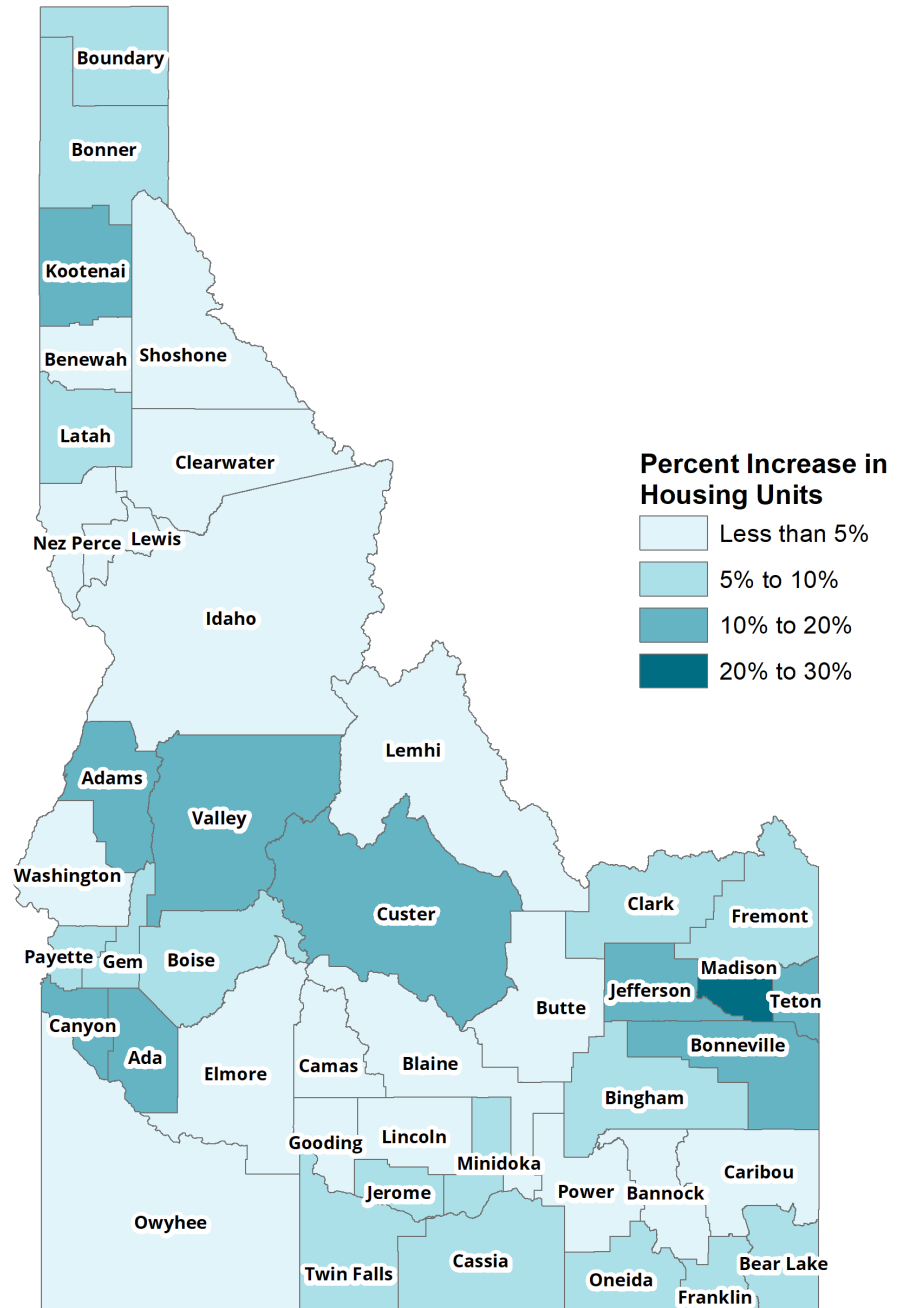 Boundary
Bonner
Kootenai
Benewah
Shoshone
Latah
Clearwater
Percent Increase in
Housing Units
Less than 5%
5% to 10%
10% to 20%
20% to 30%
Nez Perce
Lewis
Idaho
Lemhi
Adams
Valley
Washington
Custer
Clark
Fremont
Payette
Gem
Boise
Madison
Jefferson
Teton
Butte
Canyon
Ada
Bonneville
Elmore
Camas
Blaine
Bingham
Gooding
Lincoln
Minidoka
Caribou
Jerome
Power
Bannock
Owyhee
Cassia
Twin Falls
Bear Lake
Oneida
Franklin